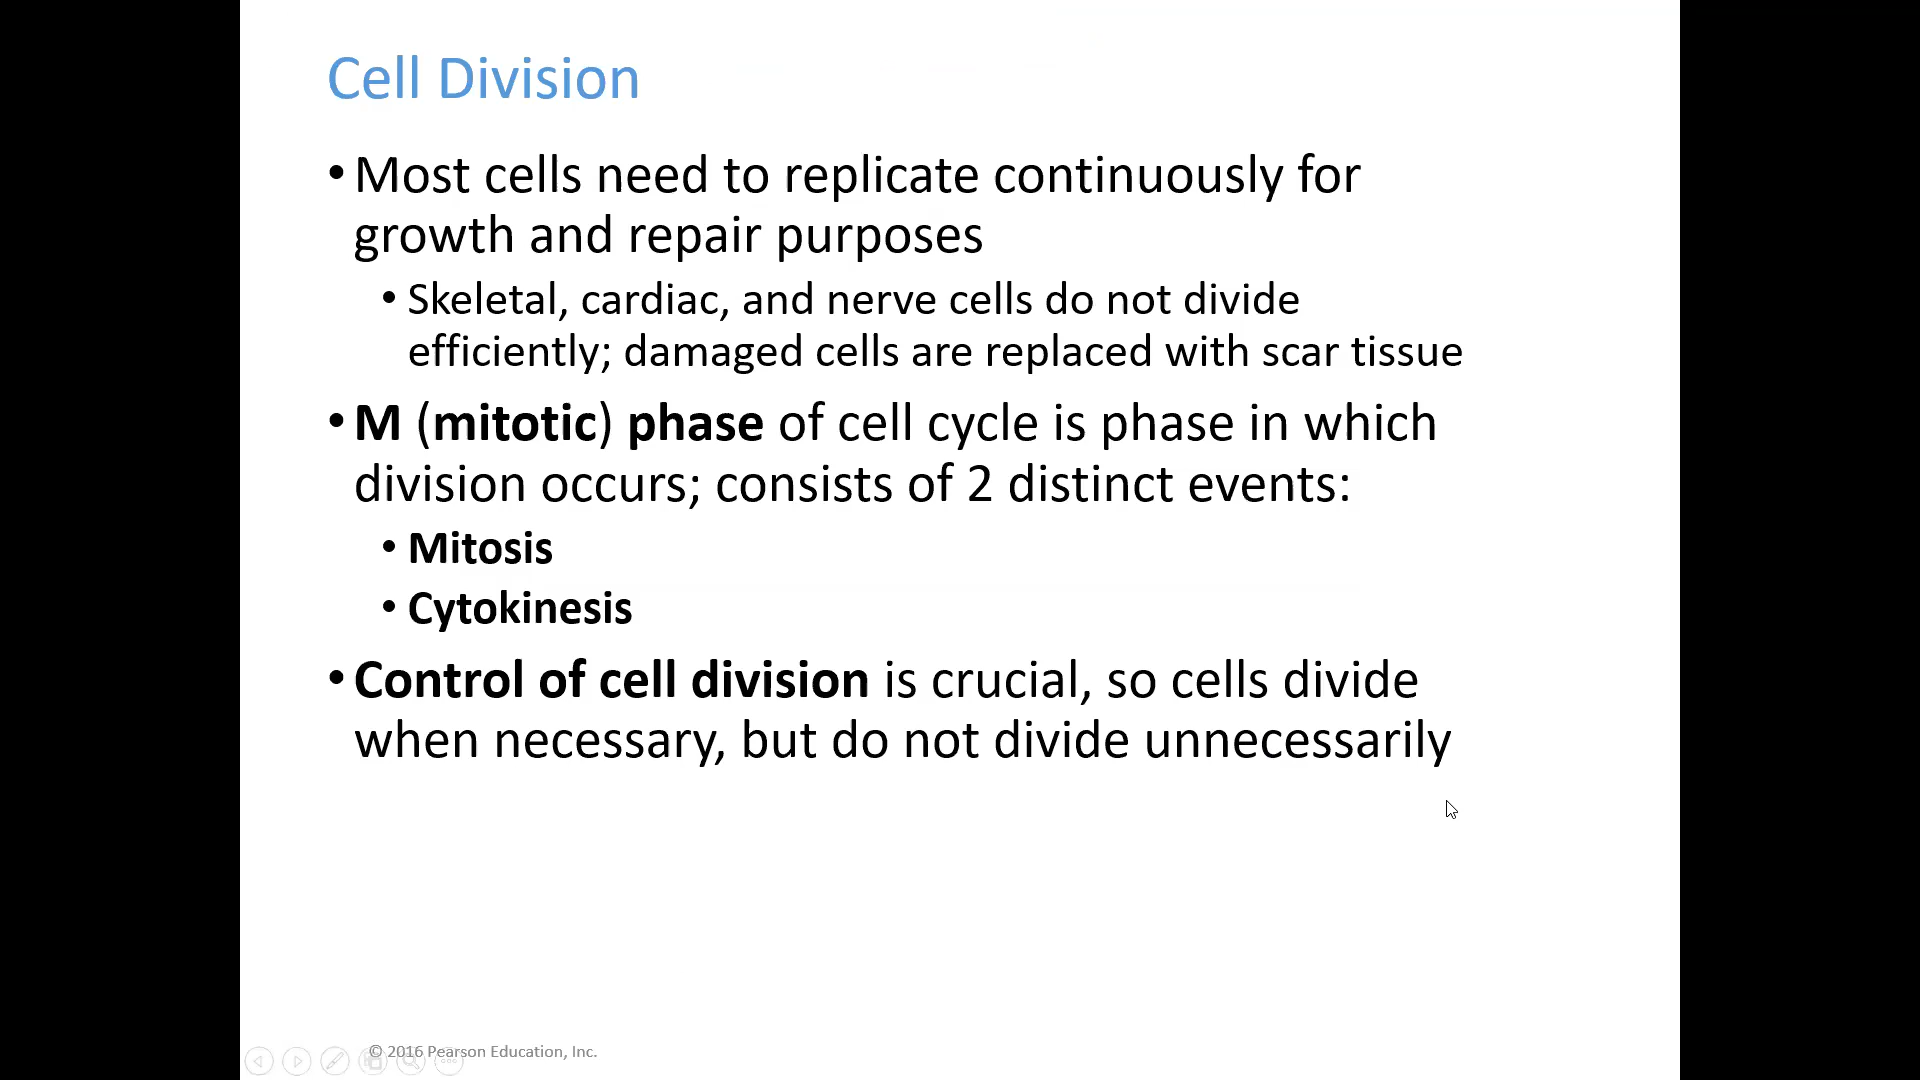 Cell Division
• Most cells need to replicate continuously for
growth and repair purposes
• Skeletal, cardiac, and nerve cells do not divide
efficiently; damaged cells are replaced with scar tissue
• M (mitotic) phase of cell cycle is phase in which
division occurs; consists of 2 distinct events:
• Mitosis
• Cytokinesis
• Control of cell division is crucial, so cells divide
when necessary, but do not divide unnecessarily
© 2016 Pearson Education, Inc.